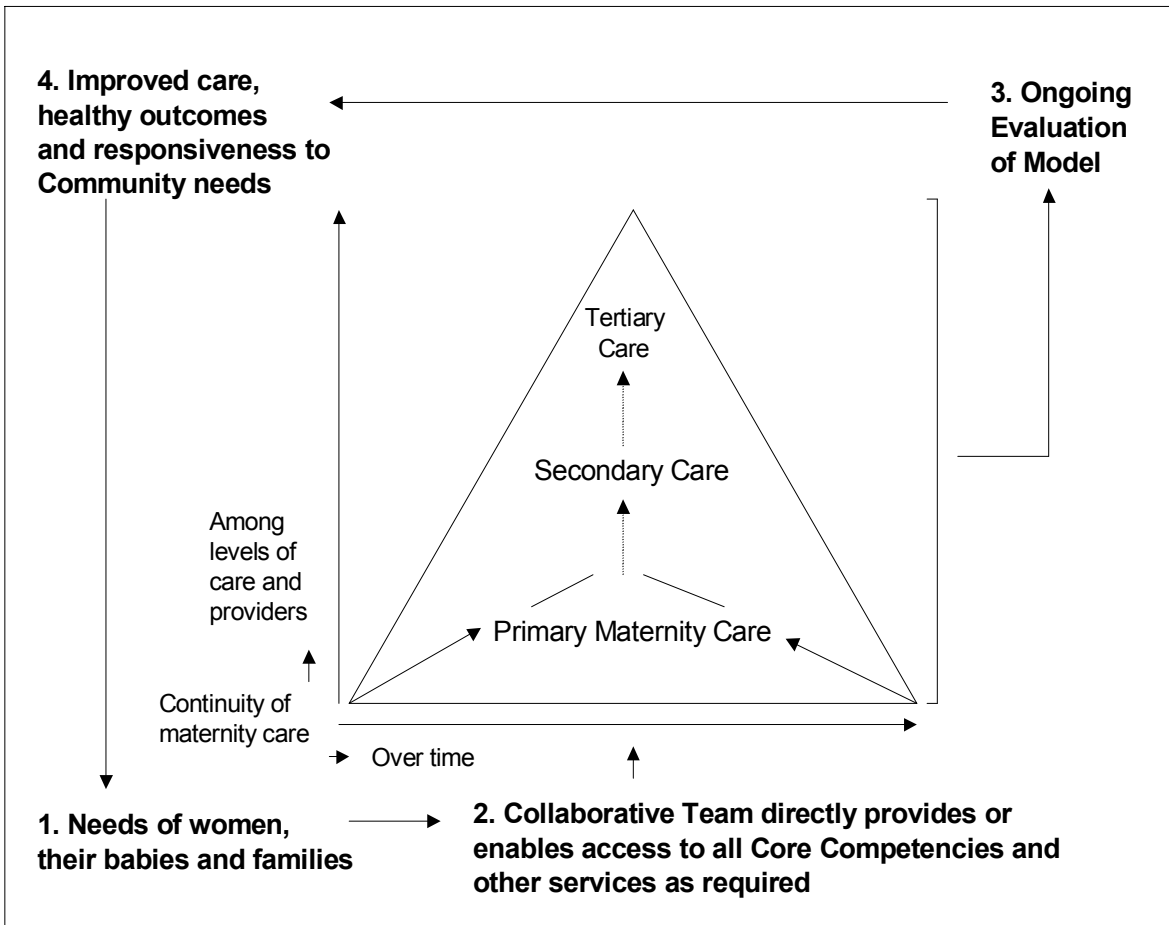 4. Improved care,
healthy outcomes
and responsiveness to
Community needs
3. Ongoing
Evaluation
of Model
Tertiary
Care
Secondary Care
Among
levels of
care and
providers
Primary Maternity Care
Continuity of
maternity care
Over time
1. Needs of women,
their babies and families
2. Collaborative Team directly provides or
enables access to all Core Competencies and
other services as required